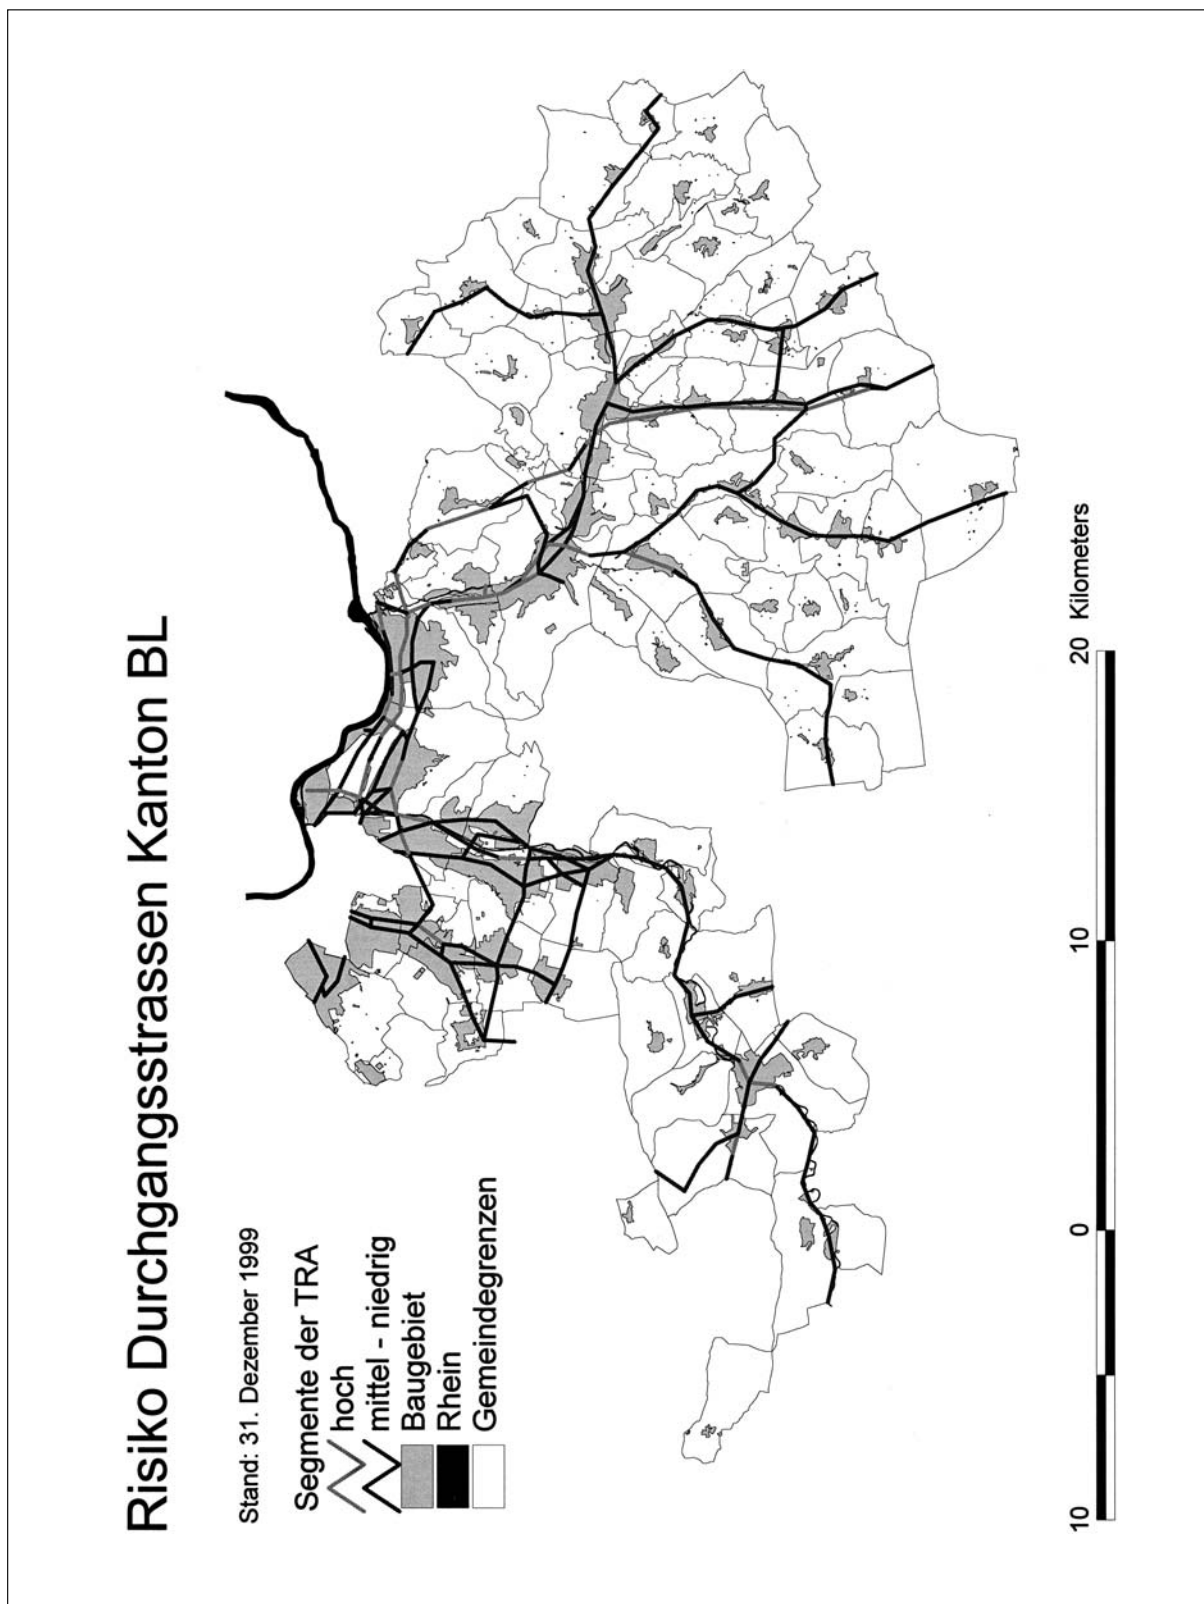 Risiko Durchgangsstrassen Kanton BL
Stand: 31. Dezember 1999
Segmente der TRA
hoch
mittel - niedrig
Baugebiet
Rhein
Gemeindegrenzen
10 0 10 20 Kilometers